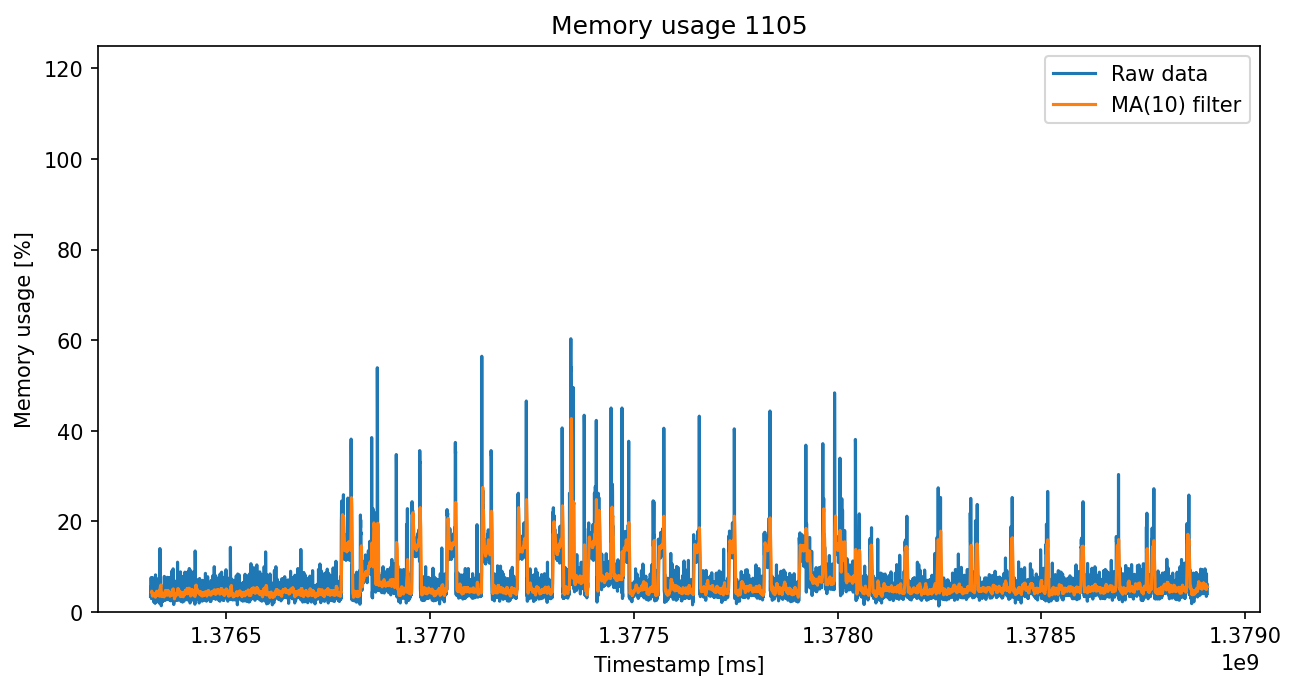 Memory usage 1105
Raw data
MA(10) filter
Memory usage [%]
120
100
80
60
40
20
0
1.3765
1.3770
1.3775
1.3780
1.3785
1.3790
1e9
Timestamp [ms]